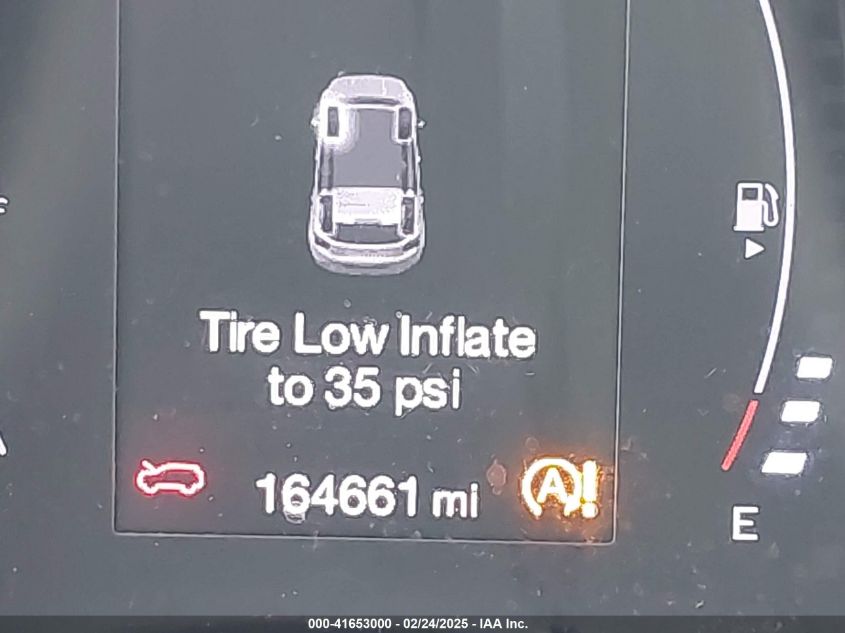 Tire Low Inflate
to 35 psi
164661 mi
A!
E
000-41653000 - 02/24/2025 - IAA Inc.